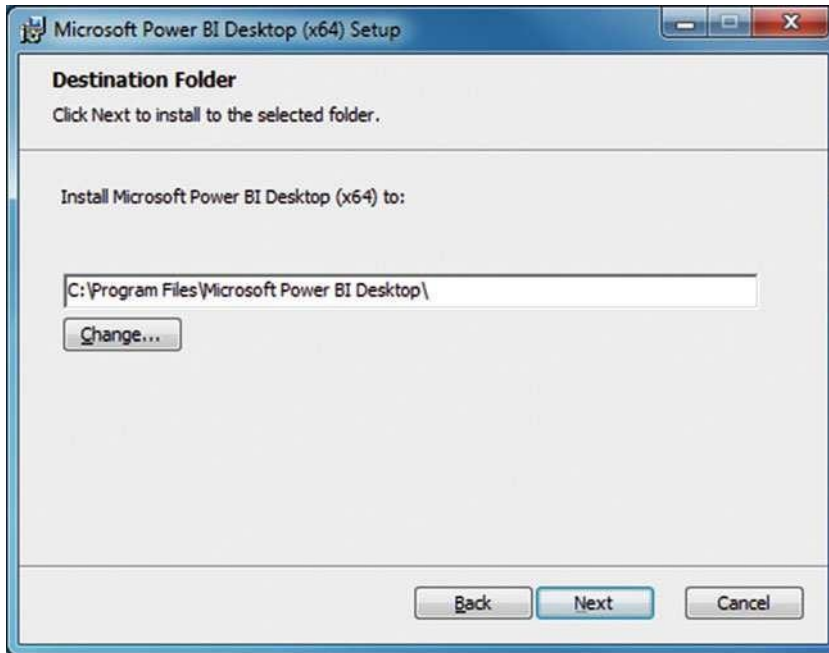 Microsoft Power BI Desktop (x64) Setup
Destination Folder
Click Next to install to the selected folder.
Install Microsoft Power BI Desktop (x64) to:
C:\Program Files\Microsoft Power BI Desktop\
Change...
Back Next Cancel